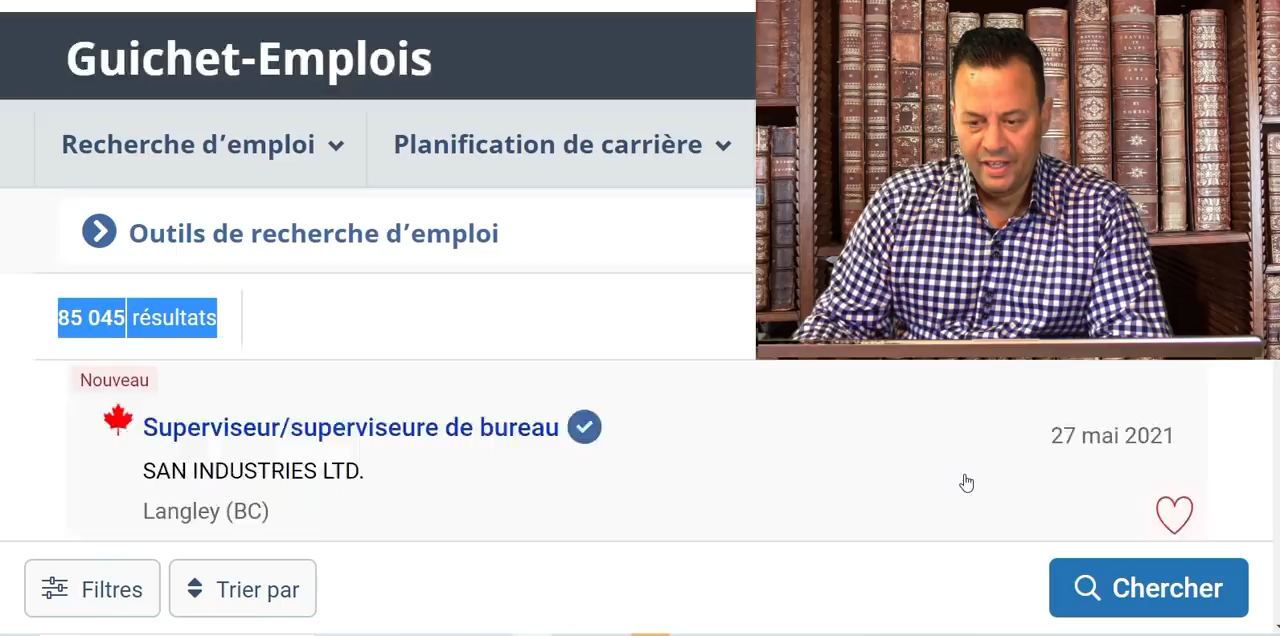 Guichet-Emplois
Recherche d’emploi
Planification de carrière
Outils de recherche d’emploi
85 045 résultats
Nouveau
Superviseur/superviseure de bureau
27 mai 2021
SAN INDUSTRIES LTD.
Langley (BC)
Filtres
Trier par
Chercher